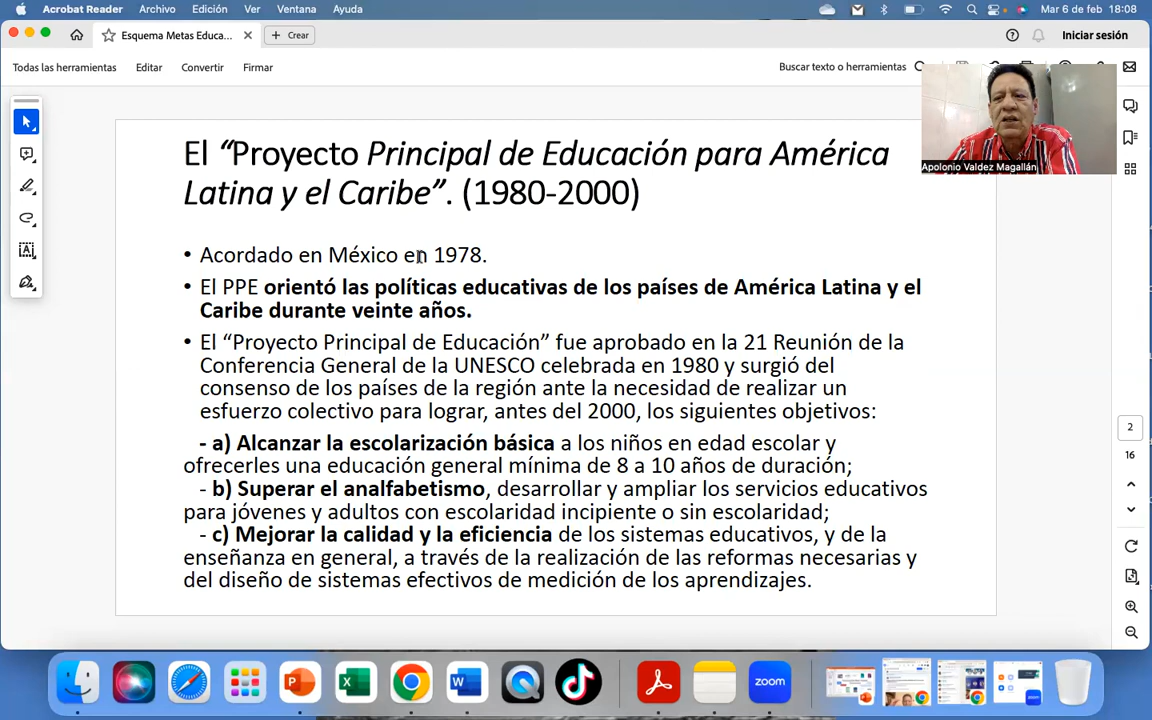 Acrobat Reader Archivo Edición Ver Ventana Ayuda Mar 6 de feb 18:08
Esquema Metas Educa... Crear Iniciar sesión
Todas las herramientas Editar Convertir Firmar Buscar texto o herramientas
El “Proyecto Principal de Educación para América
Latina y el Caribe”. (1980-2000)
Apolonio Valdez Magallán
• Acordado en México en 1978.
• El PPE orientó las políticas educativas de los países de América Latina y el
Caribe durante veinte años.
• El “Proyecto Principal de Educación” fue aprobado en la 21 Reunión de la
Conferencia General de la UNESCO celebrada en 1980 y surgió del
consenso de los países de la región ante la necesidad de realizar un
esfuerzo colectivo para lograr, antes del 2000, los siguientes objetivos:
- a) Alcanzar la escolarización básica a los niños en edad escolar y
ofrecerles una educación general mínima de 8 a 10 años de duración;
- b) Superar el analfabetismo, desarrollar y ampliar los servicios educativos
para jóvenes y adultos con escolaridad incipiente o sin escolaridad;
- c) Mejorar la calidad y la eficiencia de los sistemas educativos, y de la
enseñanza en general, a través de la realización de las reformas necesarias y
del diseño de sistemas efectivos de medición de los aprendizajes.
2
16
zoom